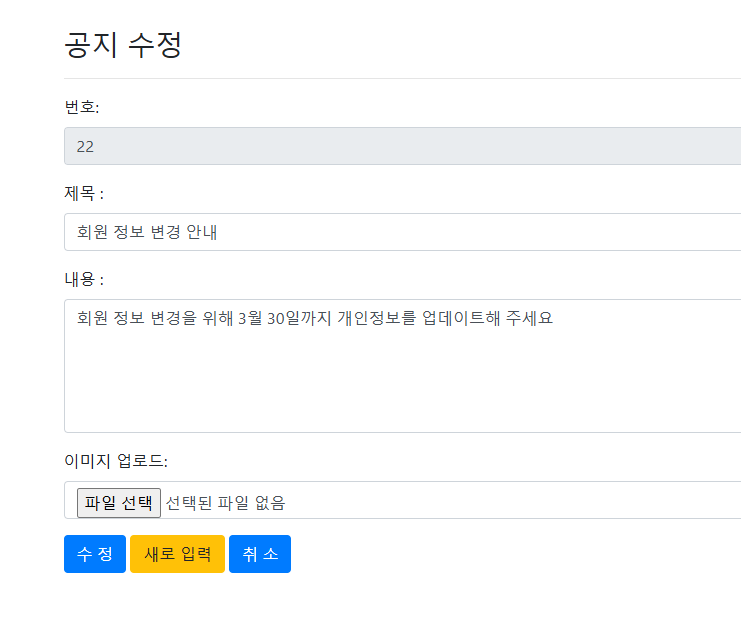 공지 수정
번호:
22
제목 :
회원 정보 변경 안내
내용 :
회원 정보 변경을 위해 3월 30일까지 개인정보를 업데이트해 주세요
이미지 업로드:
파일 선택 선택된 파일 없음
수 정 새로 입력 취 소